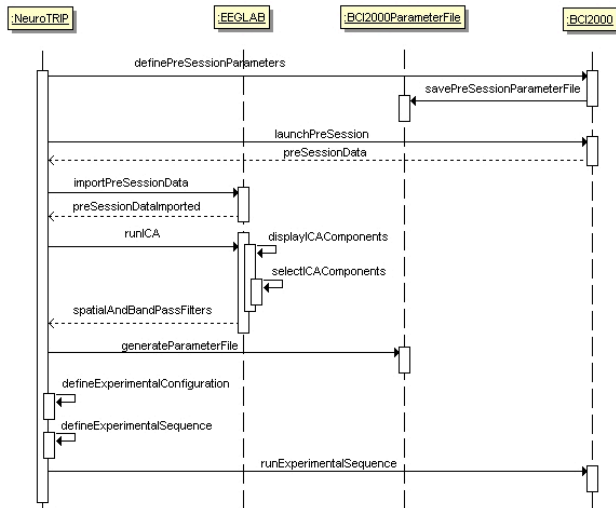 :NeuroTRIP
:EEGLAB
:BCI2000ParameterFile
:BCI2000
definePreSessionParameters
savePreSessionParameterFile
launchPreSession
preSessionData
importPreSessionData
preSessionDataImported
runICA
displayICAComponents
selectICAComponents
spatialAndBandPassFilters
generateParameterFile
defineExperimentalConfiguration
defineExperimentalSequence
runExperimentalSequence